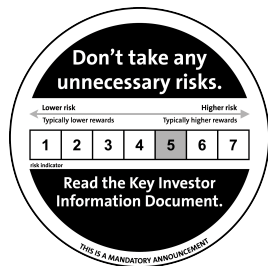 Don't take any
unnecessary risks.
Lower risk Higher risk
Typically lower rewards Typically higher rewards
1 2 3 4 5 6 7
risk indicator
Read the Key Investor
Information Document.
THIS IS A MANDATORY ANNOUNCEMENT